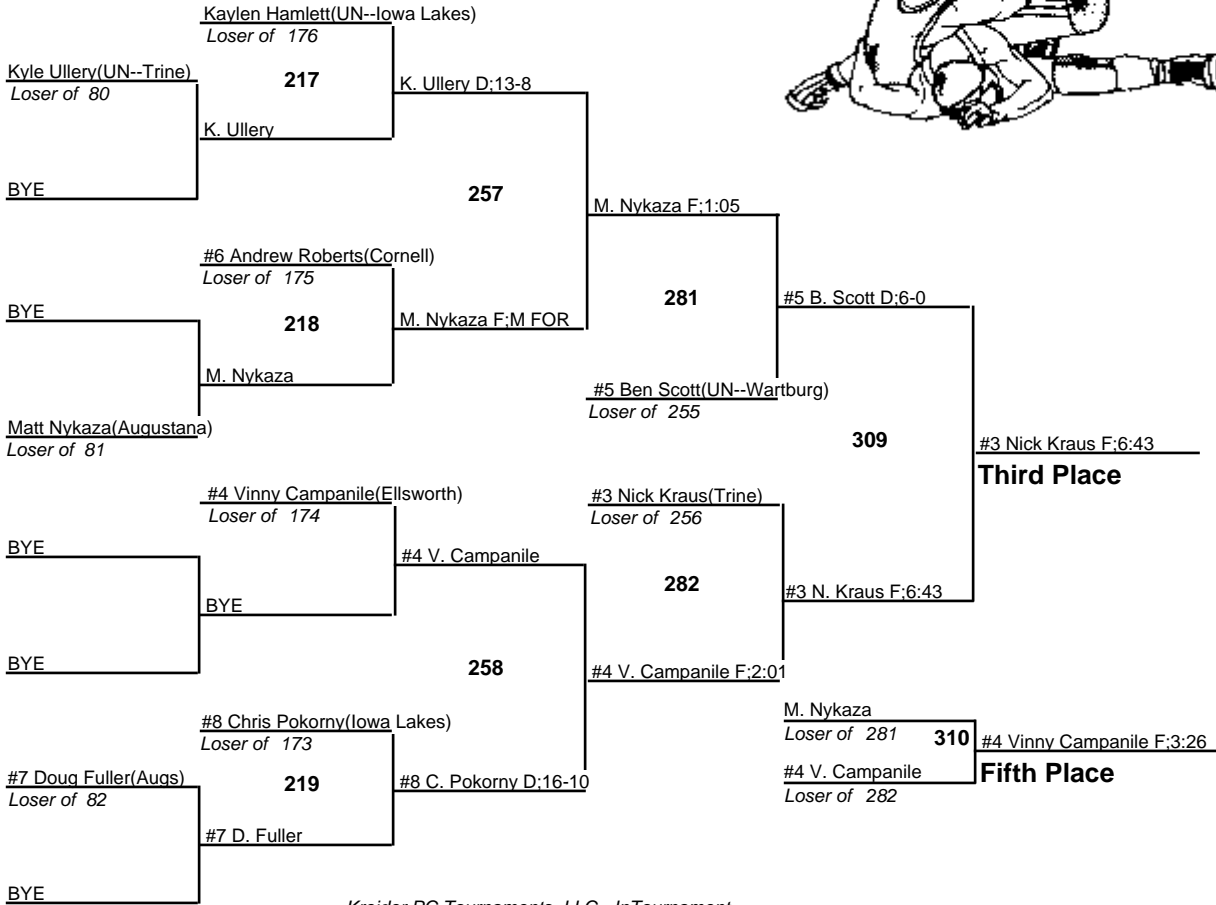 Kaylen Hamlett(UN--Iowa Lakes)
Loser of 176
Kyle Ullery(UN--Trine)
Loser of 80
217
K. Ullery D;13-8
K. Ullery
BYE
257
M. Nykaza F;1:05
#6 Andrew Roberts(Cornell)
Loser of 175
BYE
218
M. Nykaza F;M FOR
281
#5 B. Scott D;6-0
M. Nykaza
#5 Ben Scott(UN--Wartburg)
Loser of 255
Matt Nykaza(Augustana)
Loser of 81
309
#3 Nick Kraus F;6:43
Third Place
#4 Vinny Campanile(Ellsworth)
Loser of 174
#3 Nick Kraus(Trine)
Loser of 256
BYE
#4 V. Campanile
282
#3 N. Kraus F;6:43
BYE
BYE
258
#4 V. Campanile F;2:01
#8 Chris Pokorny(Iowa Lakes)
Loser of 173
M. Nykaza
Loser of 281
310
#4 Vinny Campanile F;3:26
Fifth Place
#4 V. Campanile
Loser of 282
#7 Doug Fuller(Augs)
Loser of 82
219
#8 C. Pokorny D;16-10
#7 D. Fuller
BYE